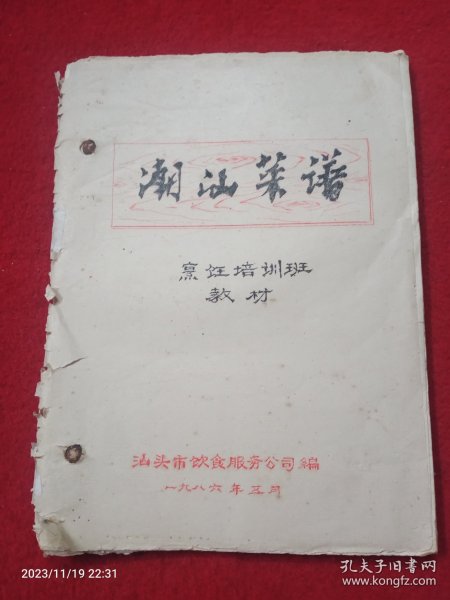 潮汕菜谱
烹饪培训班
教材
汕头市饮食服务公司编
一九八六年五月
2023/11/19 22:31
孔夫子旧书网
www.kongfz.com